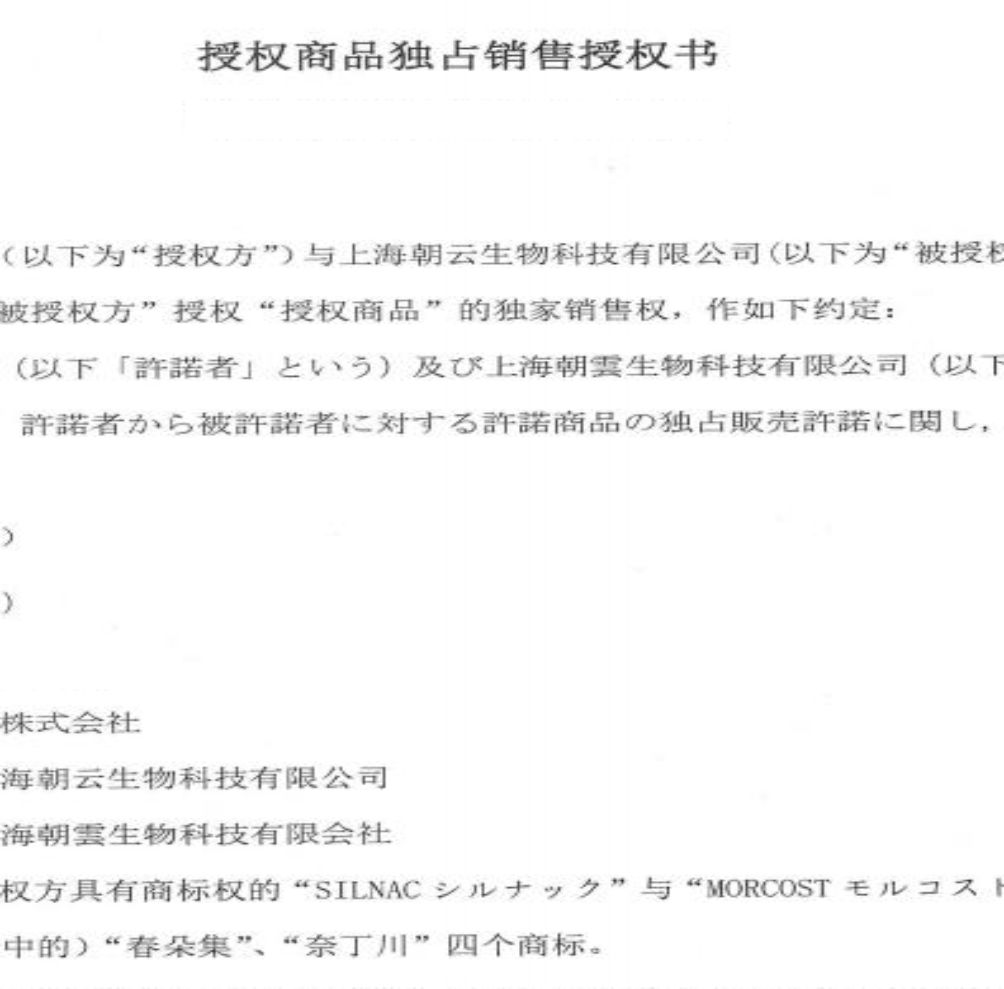 授权商品独占销售授权书
（以下为“授权方”）与上海朝云生物科技有限公司（以下为“被授权
被授权方”授权“授权商品”的独家销售权，作如下约定：
（以下「許諾者」という）及び上海朝雲生物科技有限公司（以下
許諾者から被許諾者に対する許諾商品の独占販売許諾に関し，
）
）
株式会社
海朝云生物科技有限公司
海朝雲生物科技有限会社
权方具有商标权的“SILNAC シルナック”与“MORCOST モルコスト
中的）“春朵集”、“奈丁川”四个商标。